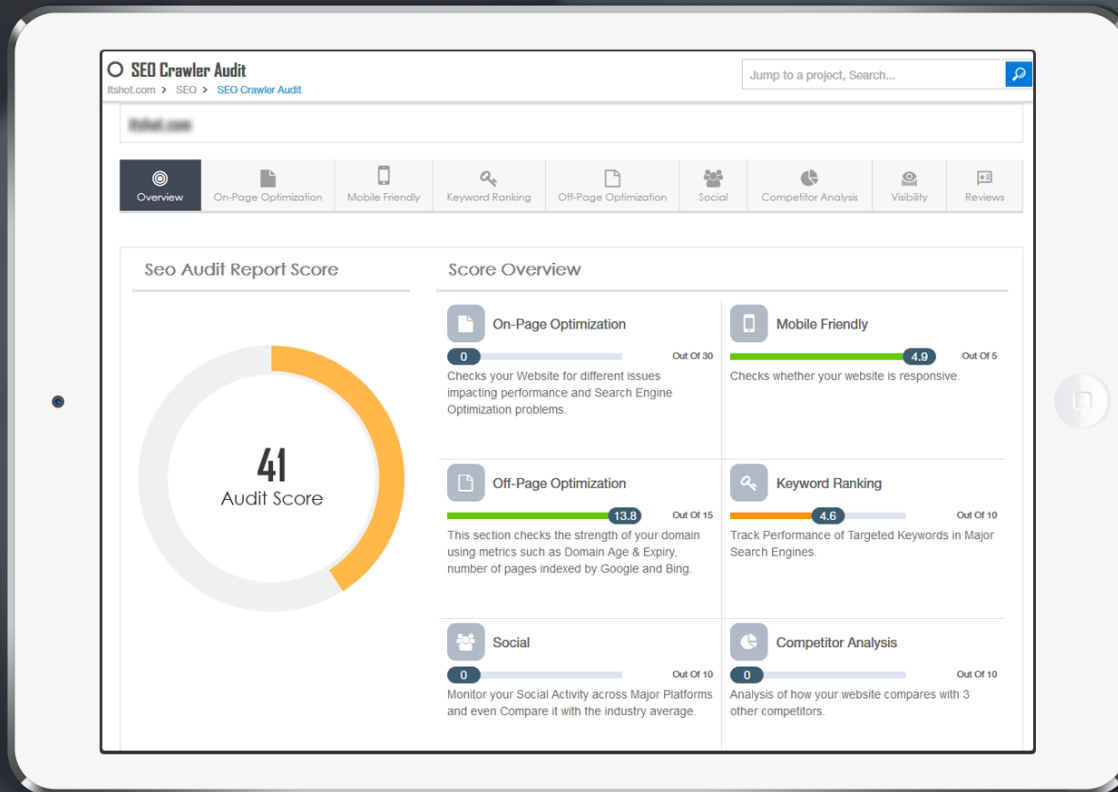 SEO Crawler Audit
Itshot.com > SEO > SEO Crawler Audit
Jump to a project, Search...
Itshot.com
Overview
On-Page Optimization
Mobile Friendly
Keyword Ranking
Off-Page Optimization
Social
Competitor Analysis
Visibility
Reviews
Seo Audit Report Score
41
Audit Score
Score Overview
On-Page Optimization
0
Out Of 30
Checks your Website for different issues
impacting performance and Search Engine
Optimization problems.
Mobile Friendly
4.9
Out Of 5
Checks whether your website is responsive.
Off-Page Optimization
13.8
Out Of 15
This section checks the strength of your domain
using metrics such as Domain Age & Expiry,
number of pages indexed by Google and Bing.
Keyword Ranking
4.6
Out Of 10
Track Performance of Targeted Keywords in Major
Search Engines.
Social
0
Out Of 10
Monitor your Social Activity across Major Platforms
and even Compare it with the industry average.
Competitor Analysis
0
Out Of 10
Analysis of how your website compares with 3
other competitors.